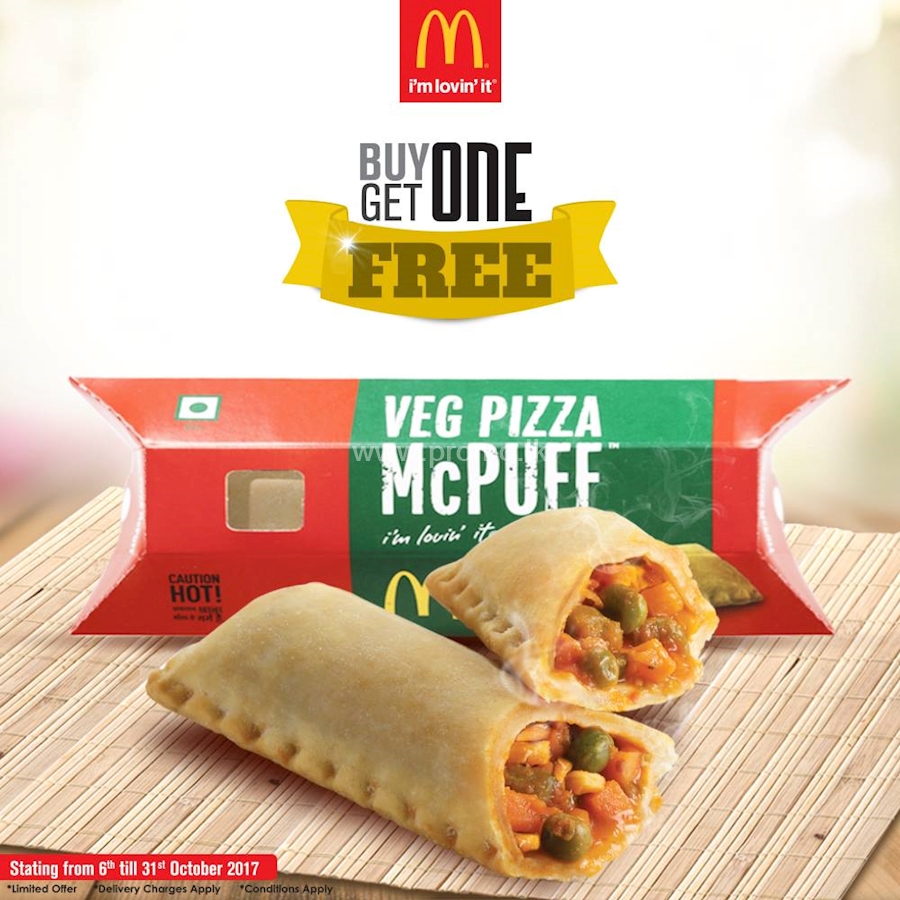 i'm lovin' it®
BUY ONE
GET
FREE
VEG PIZZA
McPUFF™
i'm lovin' it
CAUTION
HOT!
Stating from 6th till 31st October 2017
*Limited Offer *Delivery Charges Apply *Conditions Apply